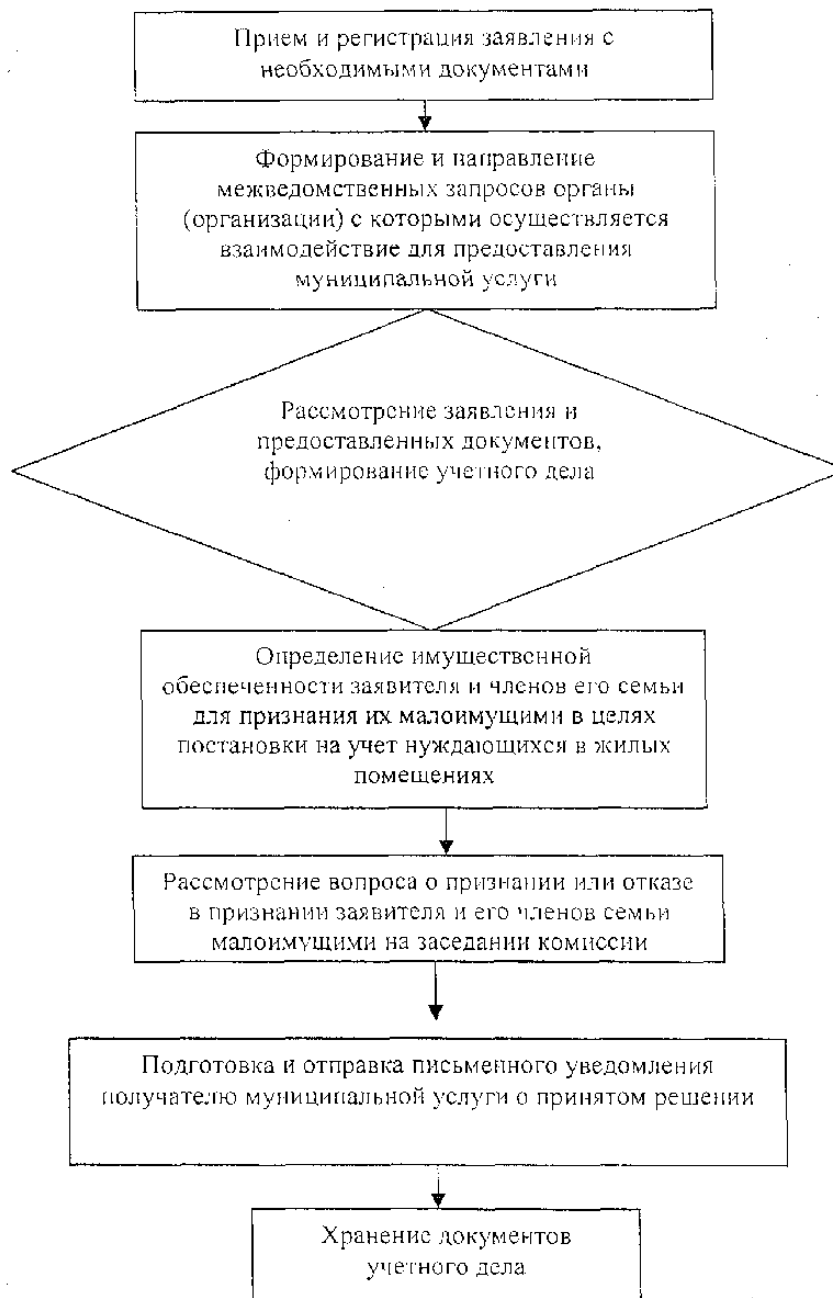 Прием и регистрация заявления с
необходимыми документами
Формирование и направление
межведомственных запросов органы
(организации) с которыми осуществляется
взаимодействие для предоставления
муниципальной услуги
Рассмотрение заявления и
предоставленных документов,
формирование учетного дела
Определение имущественной
обеспеченности заявителя и членов его семьи
для признания их малоимущими в целях
постановки на учет нуждающихся в жилых
помещениях
Рассмотрение вопроса о признании или отказе
в признании заявителя и его членов семьи
малоимущими на заседании комиссии
Подготовка и отправка письменного уведомления
получателю муниципальной услуги о принятом решении
Хранение документов
учетного дела